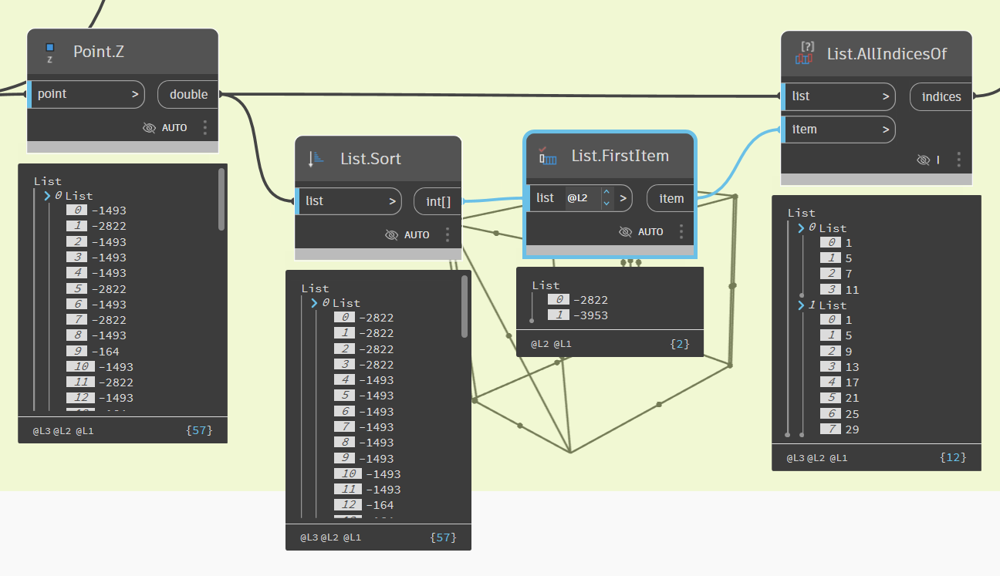 Point.Z
z
point >
double
AUTO
List
0 List
0 -1493
1 -2822
2 -1493
3 -1493
4 -1493
5 -2822
6 -1493
7 -2822
8 -1493
9 -164
10 -1493
11 -2822
12 -1493
@L3 @L2 @L1 {57}
List.Sort
list >
int[]
AUTO
List
0 List
0 -2822
1 -2822
2 -2822
3 -2822
4 -1493
5 -1493
6 -1493
7 -1493
8 -1493
9 -1493
10 -1493
11 -1493
12 -164
@L3 @L2 @L1 {57}
List.FirstItem
list @L2 >
item
AUTO
List
0 -2822
1 -3953
@L2 @L1 {2}
[?]
List.AllIndicesOf
list >
indices
item >
I
List
0 List
0 1
1 5
2 7
3 11
1 List
0 1
1 5
2 9
3 13
4 17
5 21
6 25
7 29
@L3 @L2 @L1 {12}